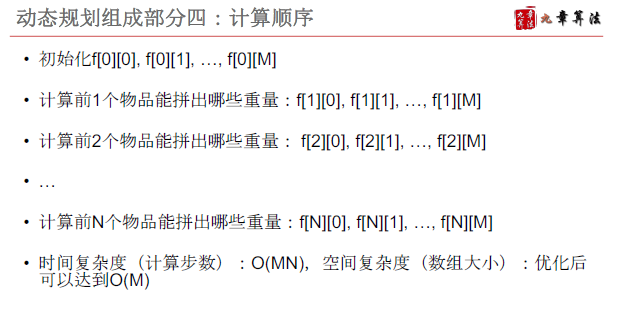 动态规划组成部分四：计算顺序
九章算法
• 初始化f[0][0], f[0][1], …, f[0][M]
• 计算前1个物品能拼出哪些重量：f[1][0], f[1][1], …, f[1][M]
• 计算前2个物品能拼出哪些重量： f[2][0], f[2][1], …, f[2][M]
• …
• 计算前N个物品能拼出哪些重量：f[N][0], f[N][1], …, f[N][M]
• 时间复杂度（计算步数）：O(MN)，空间复杂度（数组大小）：优化后
可以达到O(M)